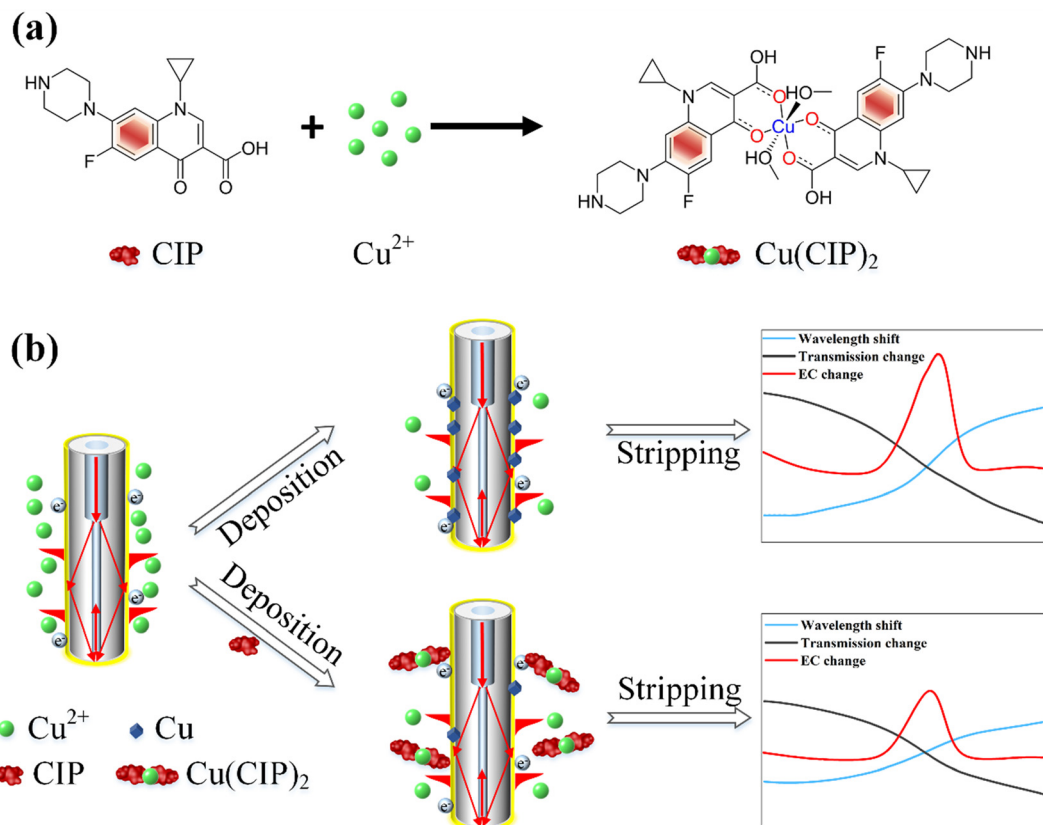 (a)
HN
N
N
F
OH
O
O
+
CIP
Cu2+
OH
N
O
O
HO
Cu
O
O
HO
OH
N
F
N
NH
N
F
HN
Cu(CIP)2
(b)
e-
e-
e-
e-
Deposition
Deposition
e-
e-
e-
e-
e-
e-
e-
e-
Stripping
Stripping
Wavelength shift
Transmission change
EC change
Wavelength shift
Transmission change
EC change
Cu2+
Cu
CIP
Cu(CIP)2